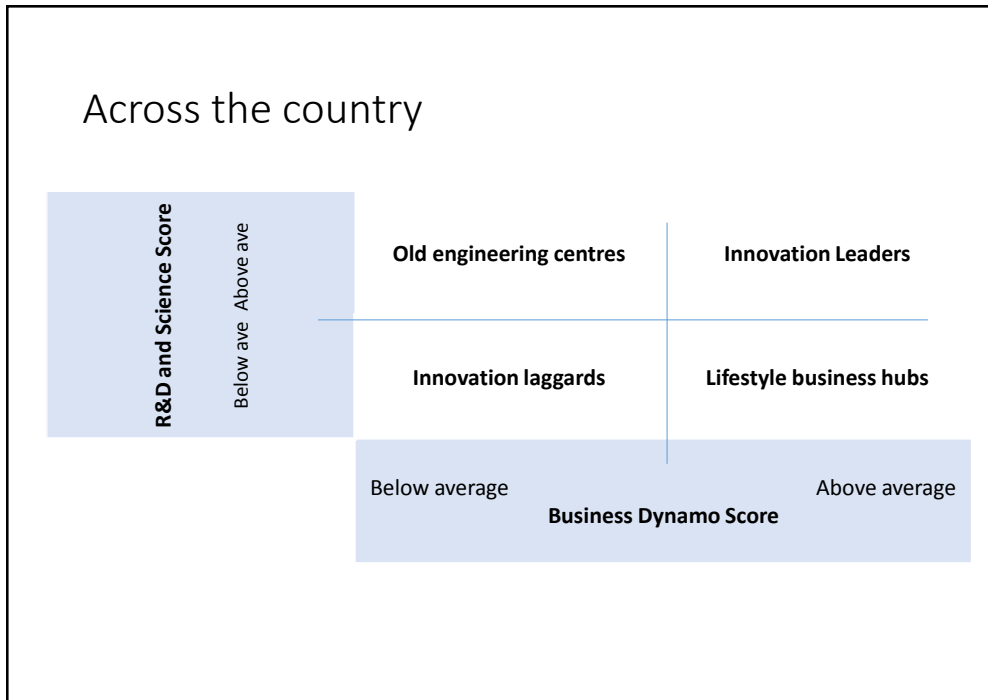 Across the country
R&D and Science Score
Below ave  Above ave
Old engineering centres
Innovation Leaders
Innovation laggards
Lifestyle business hubs
Below average
Above average
Business Dynamo Score